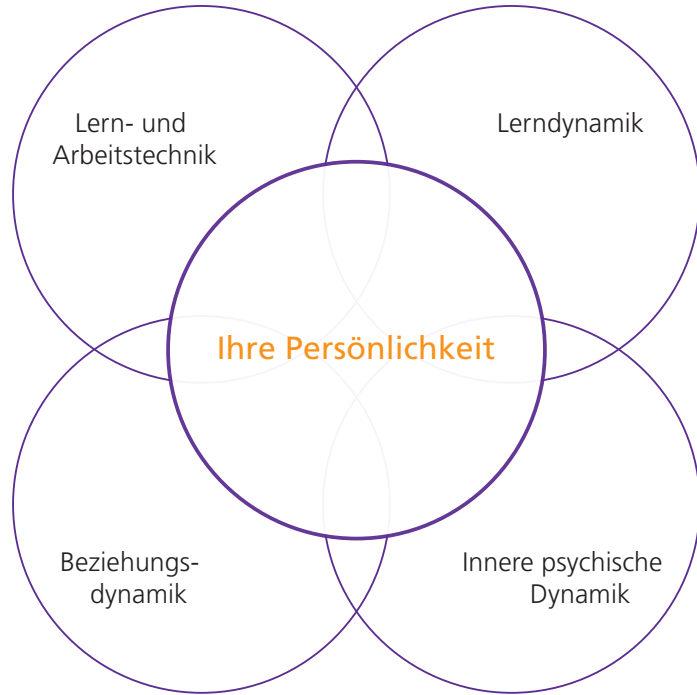 Lern- und
Arbeitstechnik
Lerndynamik
Ihre Persönlichkeit
Beziehungs-
dynamik
Innere psychische
Dynamik